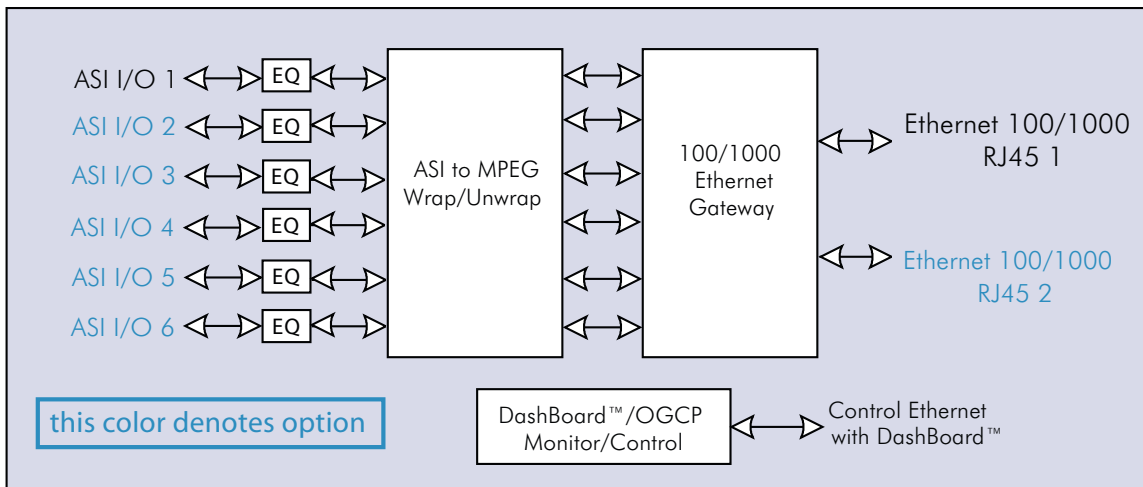 ASI I/O 1
EQ
ASI I/O 2
EQ
ASI I/O 3
EQ
ASI I/O 4
EQ
ASI I/O 5
EQ
ASI I/O 6
EQ
ASI to MPEG
Wrap/Unwrap
100/1000
Ethernet
Gateway
Ethernet 100/1000
RJ45 1
Ethernet 100/1000
RJ45 2
this color denotes option
DashBoard™/OGCP
Monitor/Control
Control Ethernet
with DashBoard™